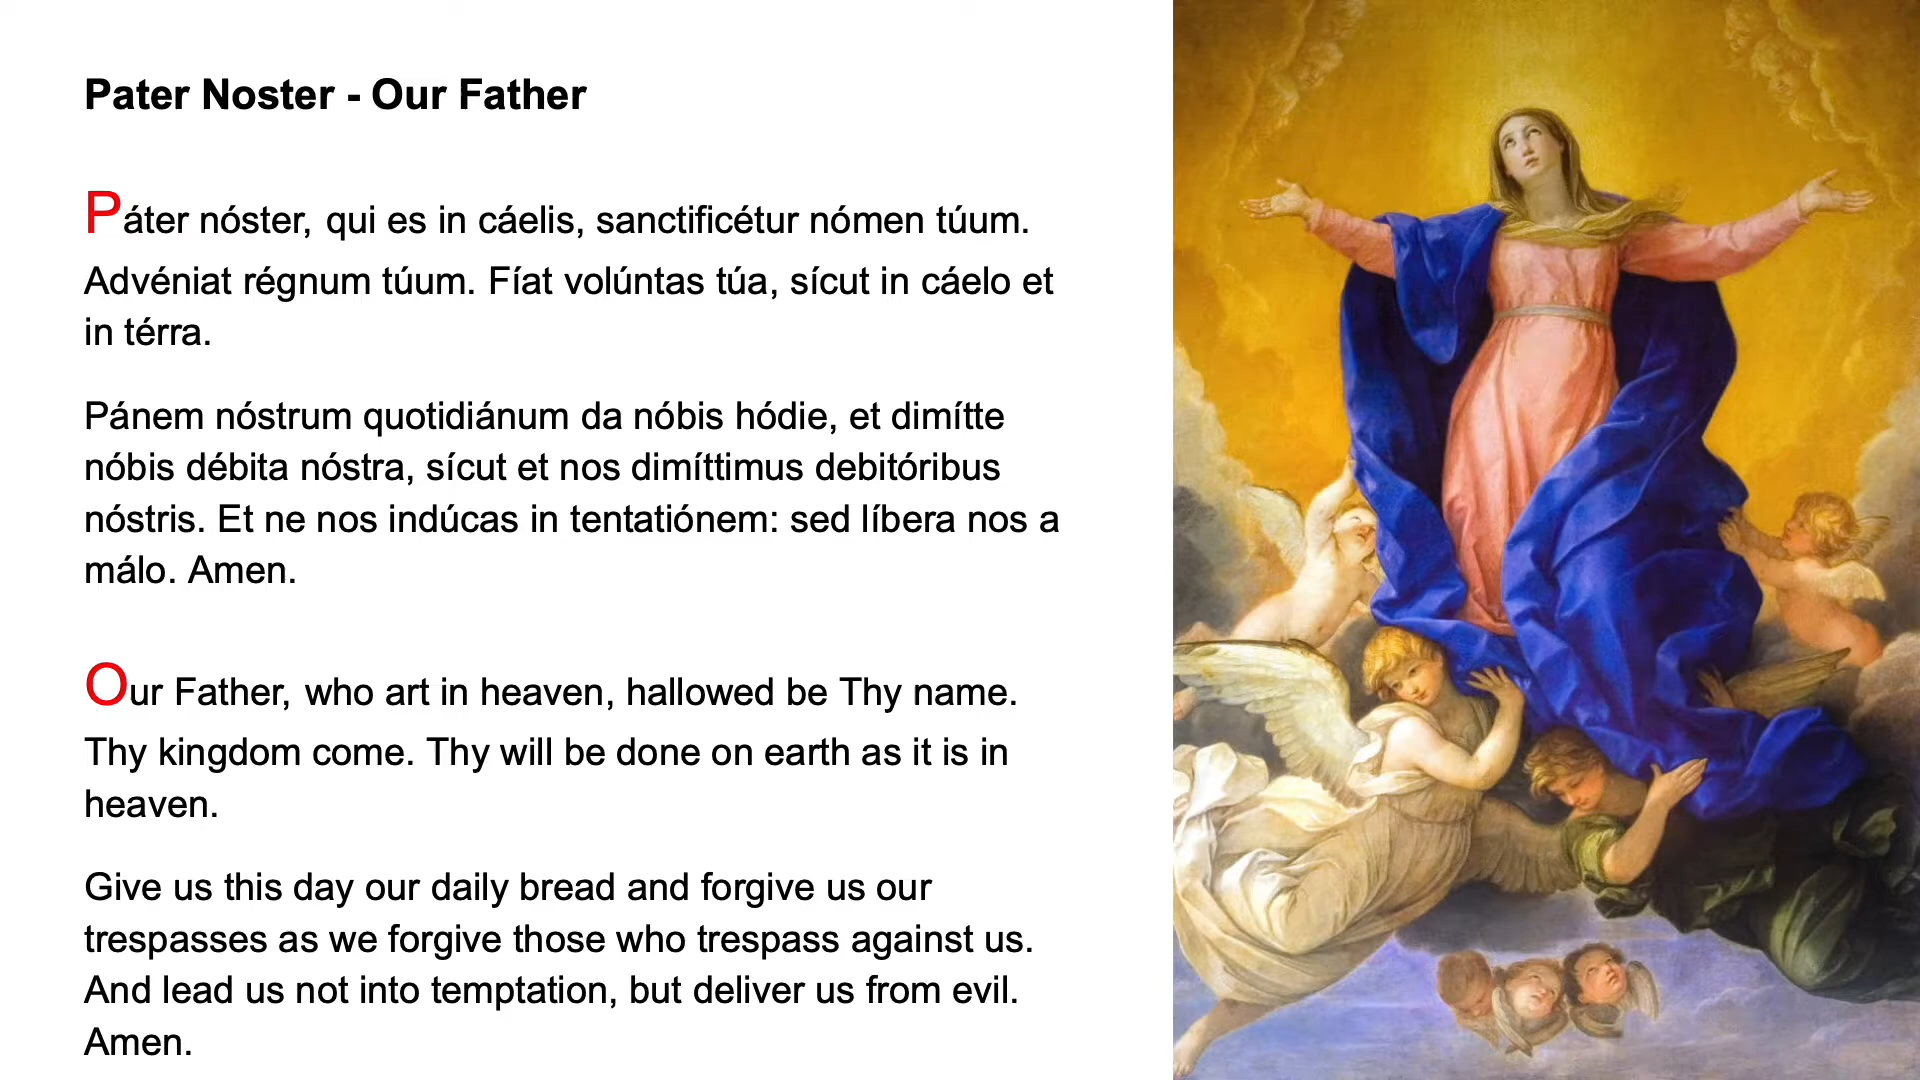 Pater Noster - Our Father
Páter nóster, qui es in cáelis, sanctificétur nómen túum.
Advéniat régnum túum. Fíat volúntas túa, sícut in cáelo et
in térra.
Pánem nóstrum quotidiánum da nóbis hódie, et dimítte
nóbis débita nóstra, sícut et nos dimíttimus debitóribus
nóstris. Et ne nos indúcas in tentatiónem: sed líbera nos a
málo. Amen.
Our Father, who art in heaven, hallowed be Thy name.
Thy kingdom come. Thy will be done on earth as it is in
heaven.
Give us this day our daily bread and forgive us our
trespasses as we forgive those who trespass against us.
And lead us not into temptation, but deliver us from evil.
Amen.